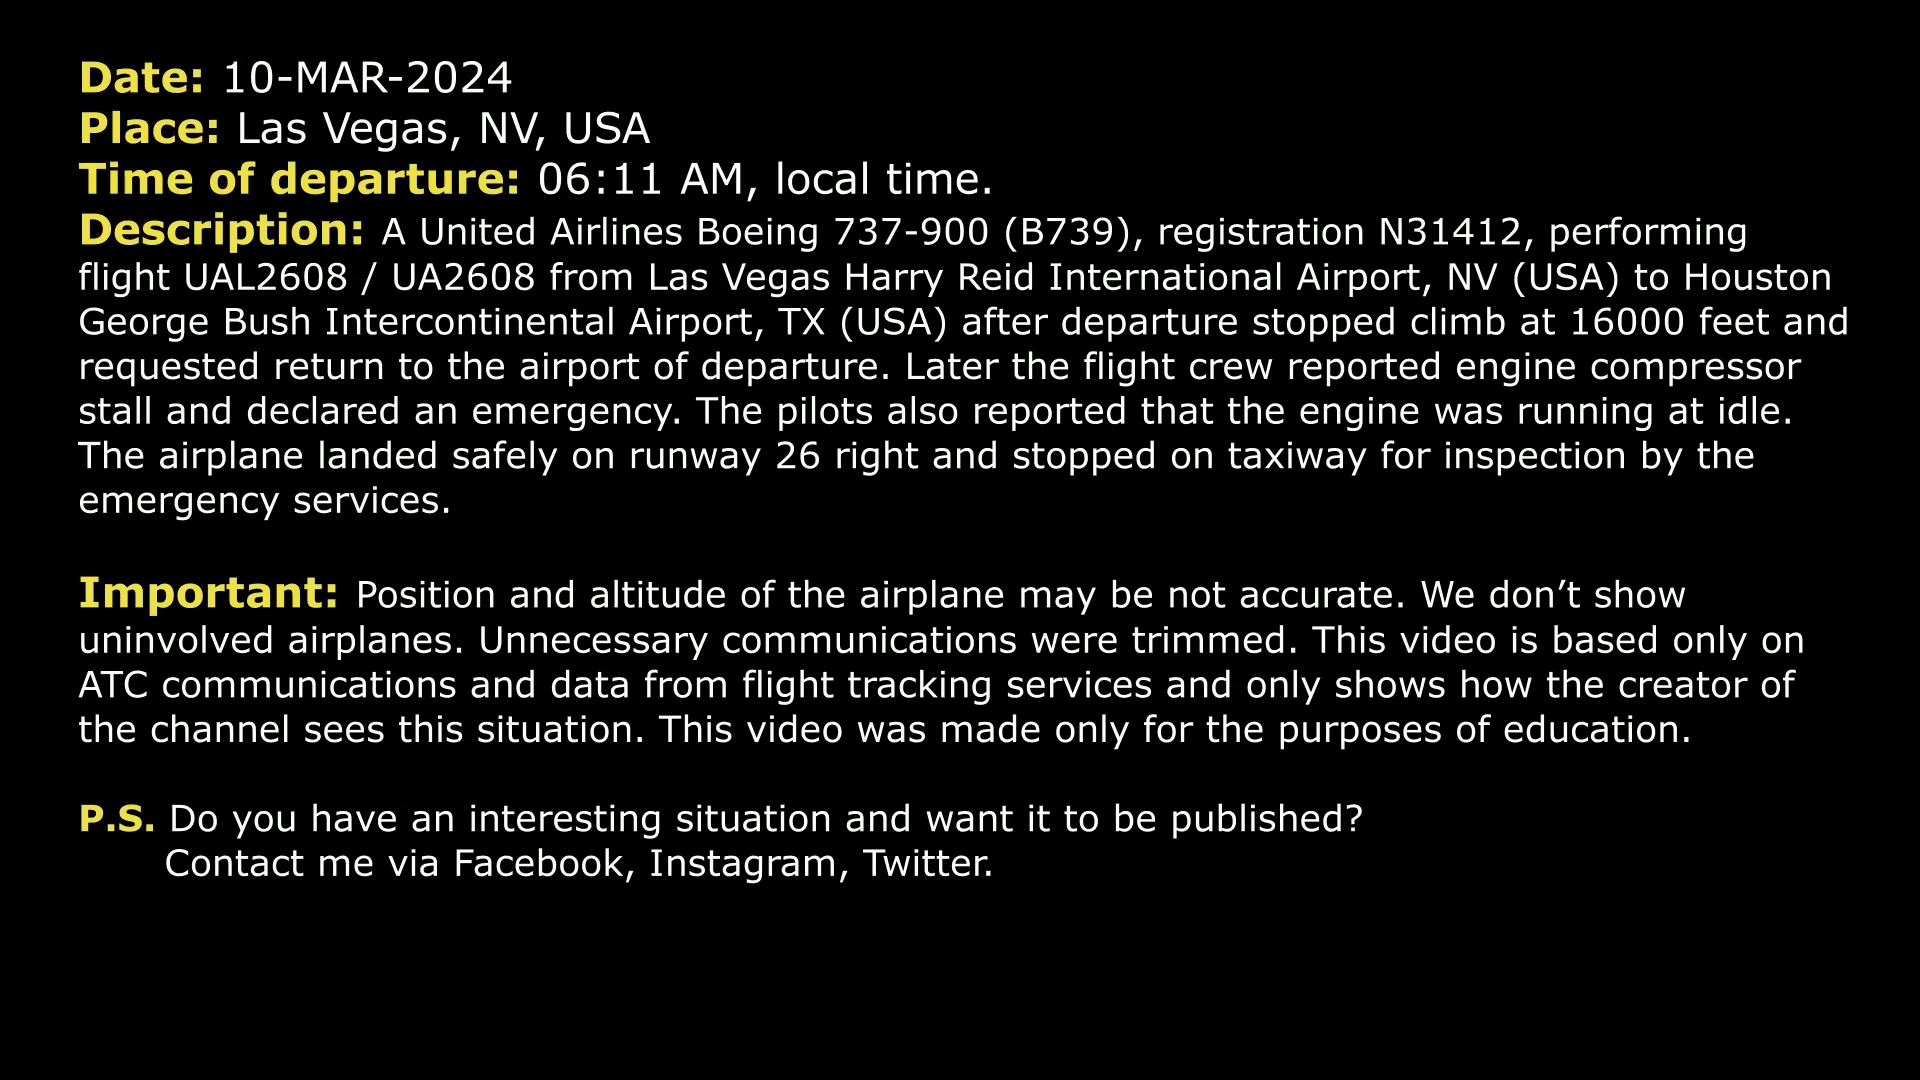 Date: 10-MAR-2024
Place: Las Vegas, NV, USA
Time of departure: 06:11 AM, local time.
Description: A United Airlines Boeing 737-900 (B739), registration N31412, performing
flight UAL2608 / UA2608 from Las Vegas Harry Reid International Airport, NV (USA) to Houston
George Bush Intercontinental Airport, TX (USA) after departure stopped climb at 16000 feet and
requested return to the airport of departure. Later the flight crew reported engine compressor
stall and declared an emergency. The pilots also reported that the engine was running at idle.
The airplane landed safely on runway 26 right and stopped on taxiway for inspection by the
emergency services.
Important: Position and altitude of the airplane may be not accurate. We don’t show
uninvolved airplanes. Unnecessary communications were trimmed. This video is based only on
ATC communications and data from flight tracking services and only shows how the creator of
the channel sees this situation. This video was made only for the purposes of education.
P.S. Do you have an interesting situation and want it to be published?
Contact me via Facebook, Instagram, Twitter.